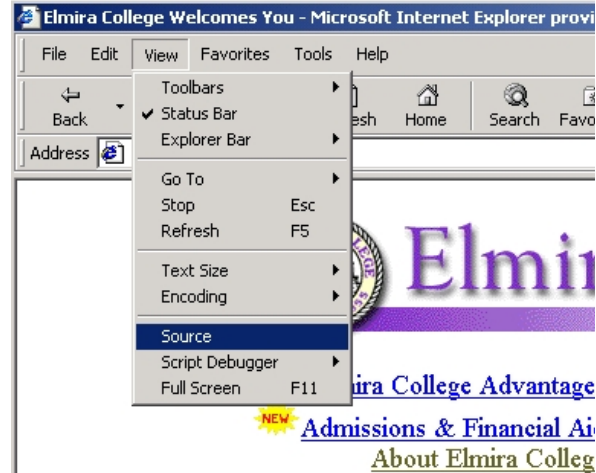 Elmira College Welcomes You - Microsoft Internet Explorer provi
File Edit View Favorites Tools Help
Back esh Home Search Favo
Address
Toolbars
Status Bar
Explorer Bar
Go To
Stop Esc
Refresh F5
Text Size
Encoding
Source
Script Debugger
Full Screen F11
Elmir
ira College Advantage
NEW Admissions & Financial Aid
About Elmira Colleg